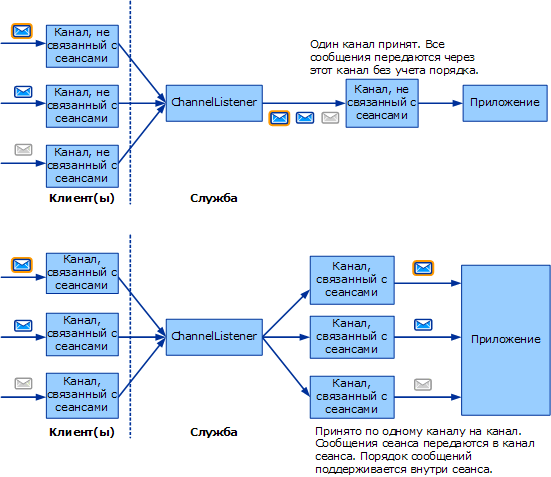 Канал, не
связанный с
сеансами
Один канал принят. Все
сообщения передаются через
этот канал без учета порядка.
Канал, не
связанный с
сеансами
ChannelListener
Канал, не
связанный с
сеансами
Приложение
Канал, не
связанный с
сеансами
Клиент(ы)
Служба
Канал,
связанный с
сеансами
Канал,
связанный с
сеансами
Канал,
связанный с
сеансами
ChannelListener
Канал,
связанный с
сеансами
Приложение
Канал,
связанный с
сеансами
Канал,
связанный с
сеансами
Клиент(ы)
Служба
Принято по одному каналу на канал.
Сообщения сеанса передаются в канал
сеанса. Порядок сообщений
поддерживается внутри сеанса.